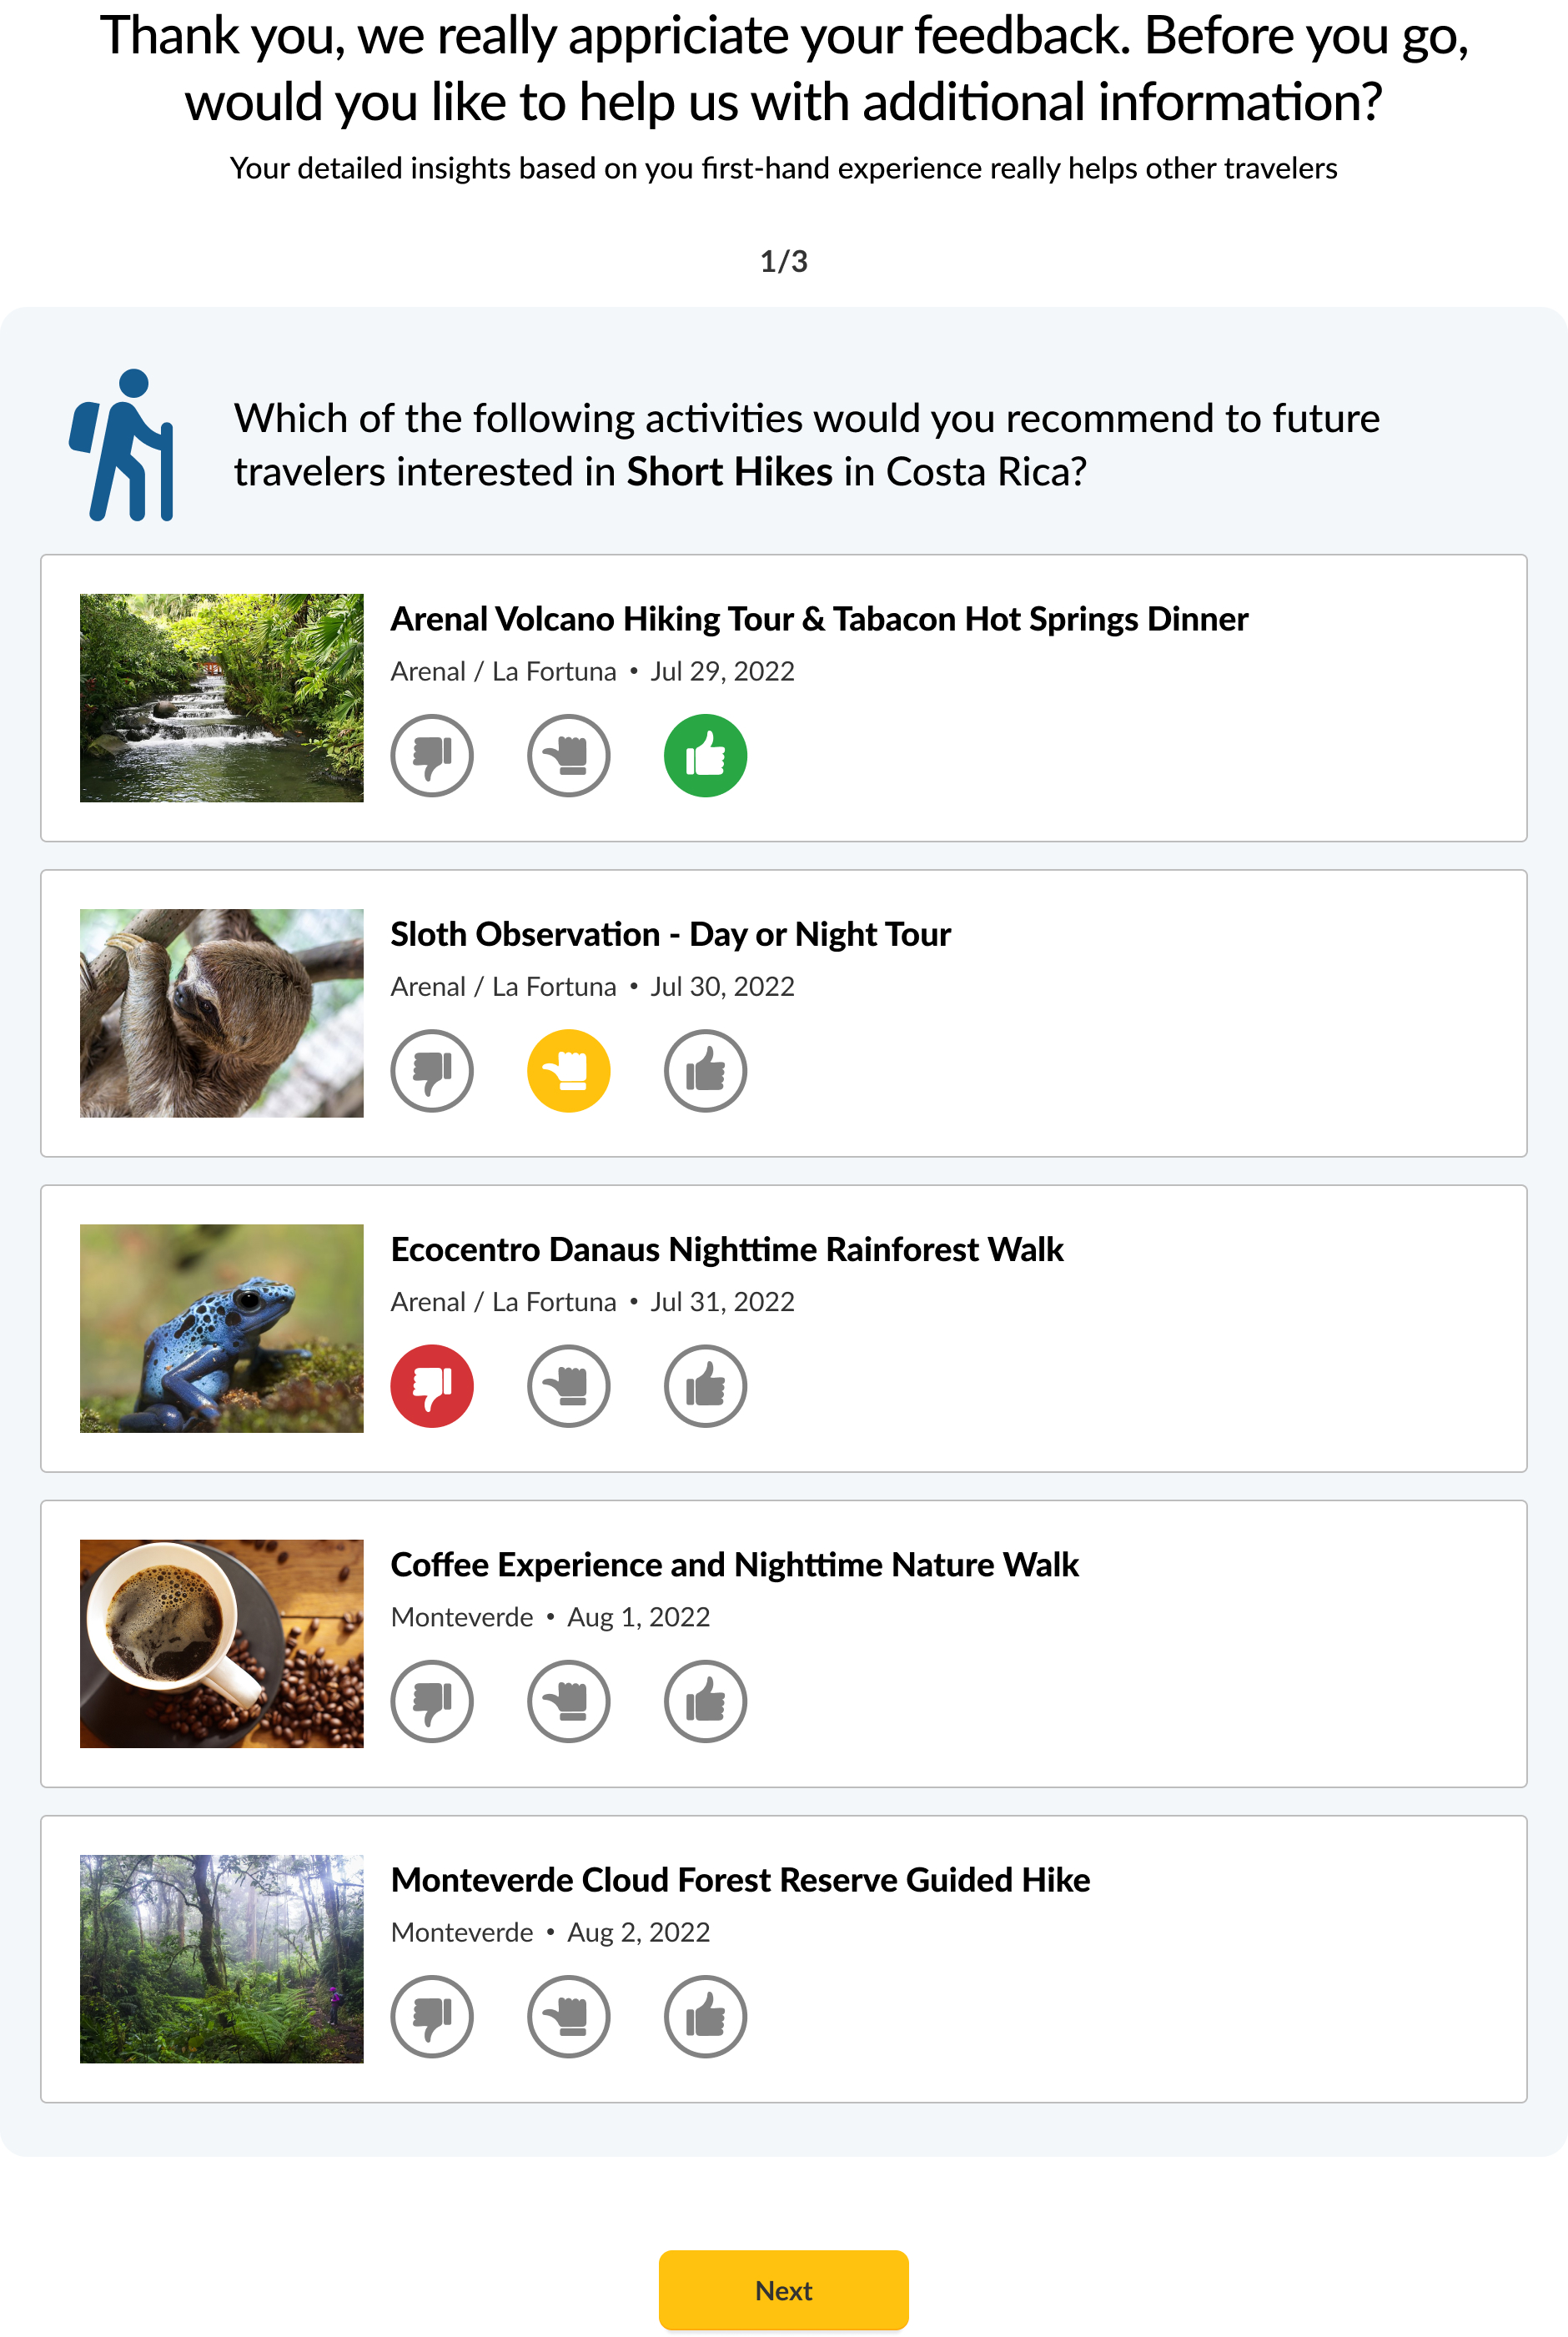 Thank you, we really appriciate your feedback. Before you go,
would you like to help us with additional information?
Your detailed insights based on you first-hand experience really helps other travelers
1/3
Which of the following activities would you recommend to future
travelers interested in Short Hikes in Costa Rica?
Arenal Volcano Hiking Tour & Tabacon Hot Springs Dinner
Arenal / La Fortuna • Jul 29, 2022
Sloth Observation - Day or Night Tour
Arenal / La Fortuna • Jul 30, 2022
Ecocentro Danaus Nighttime Rainforest Walk
Arenal / La Fortuna • Jul 31, 2022
Coffee Experience and Nighttime Nature Walk
Monteverde • Aug 1, 2022
Monteverde Cloud Forest Reserve Guided Hike
Monteverde • Aug 2, 2022
Next